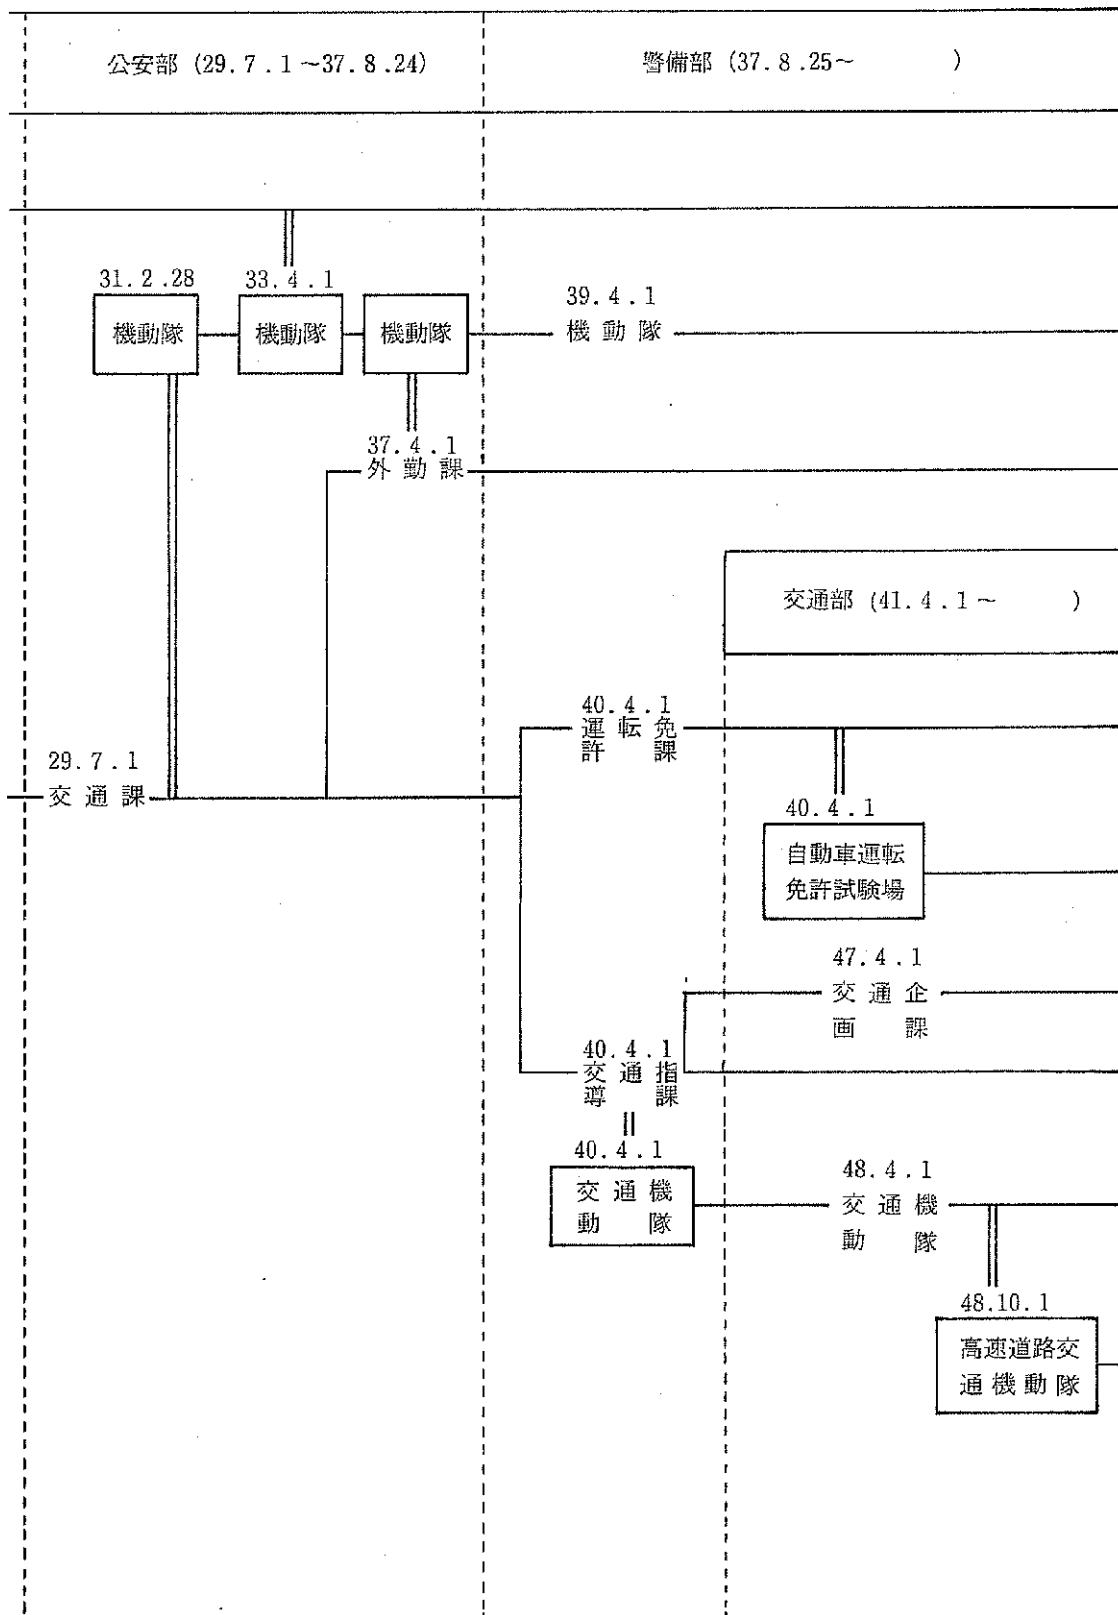 公安部 (29.7.1～37.8.24)
警備部 (37.8.25～　　　)
31.2.28
機動隊
33.4.1
機動隊
機動隊
39.4.1
機動隊
37.4.1
外勤課
交通部 (41.4.1～　　　)
40.4.1
運転免
許課
29.7.1
交通課
40.4.1
自動車運転
免許試験場
47.4.1
交通企
画課
40.4.1
交通指
導課
40.4.1
交通機
動隊
48.4.1
交通機
動隊
48.10.1
高速道路交
通機動隊